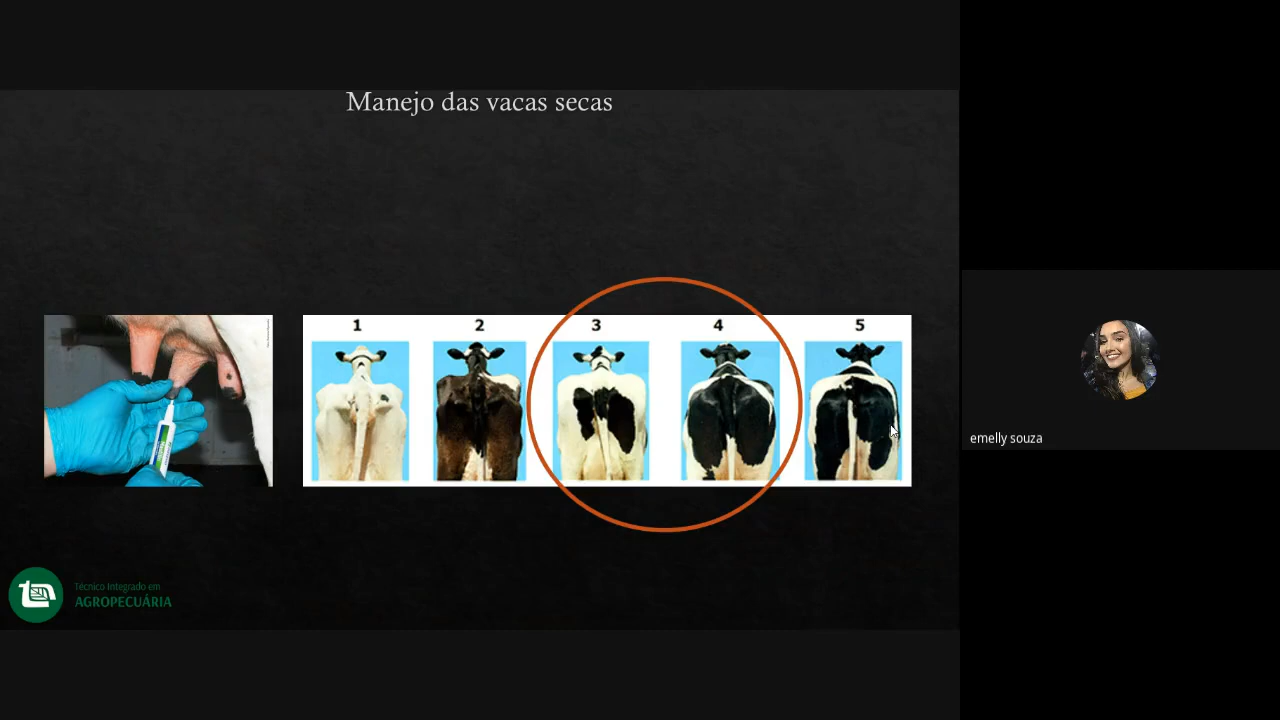 Manejo das vacas secas
1 2 3 4 5
Técnico Integrado em
AGROPECUÁRIA
emelly souza